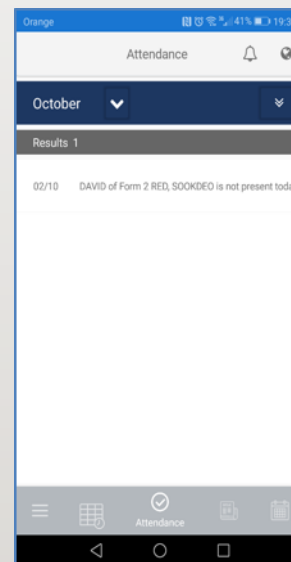 Orange 41% 19:3
Attendance
October
Results 1
02/10 DAVID of Form 2 RED, SOOKDEO is not present toda
Attendance